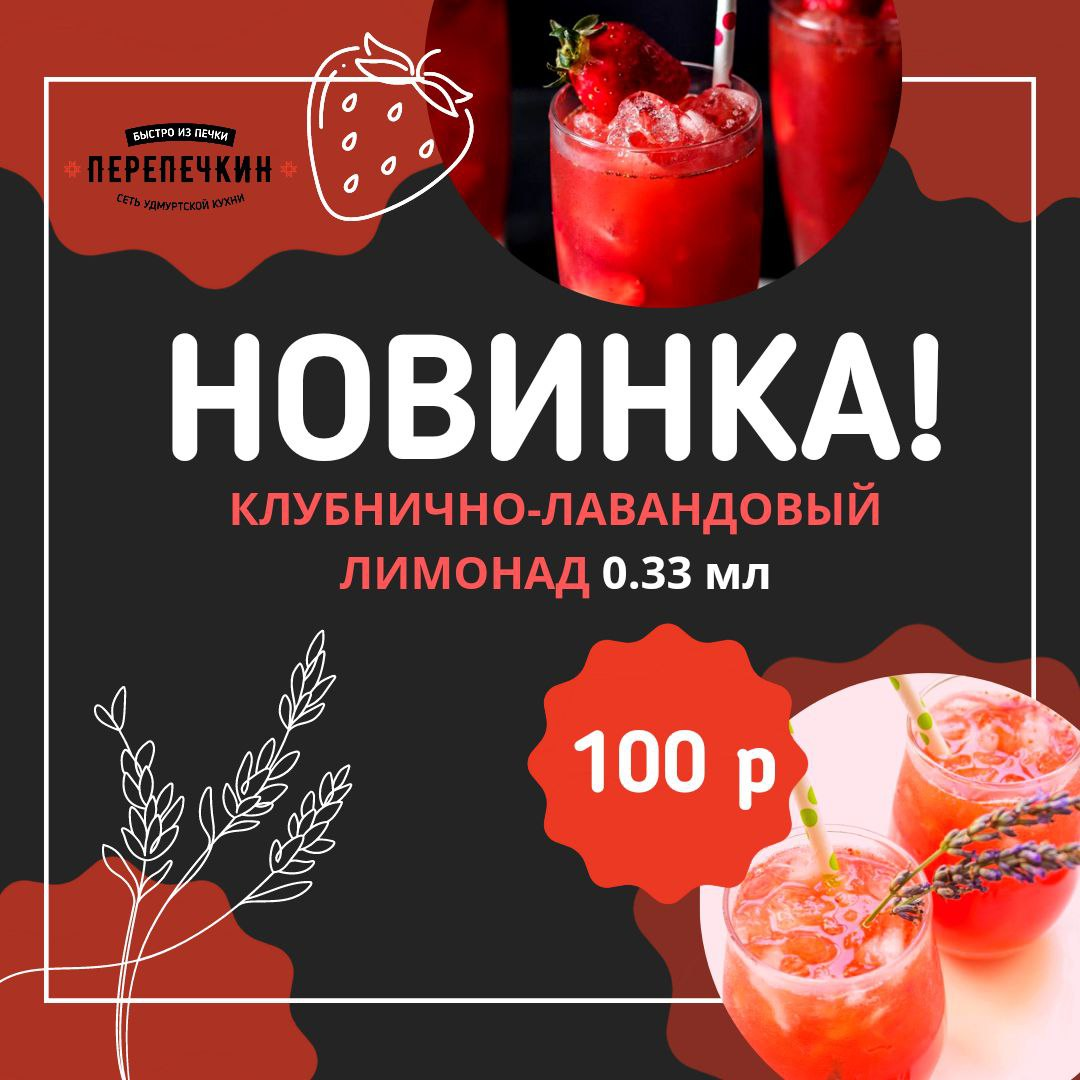 БЫСТРО ИЗ ПЕЧКИ
ПЕРЕПЕЧКИН
СЕТЬ УДМУРТСКОЙ КУХНИ
НОВИНКА!
КЛУБНИЧНО-ЛАВАНДОВЫЙ
ЛИМОНАД 0.33 мл
100 р